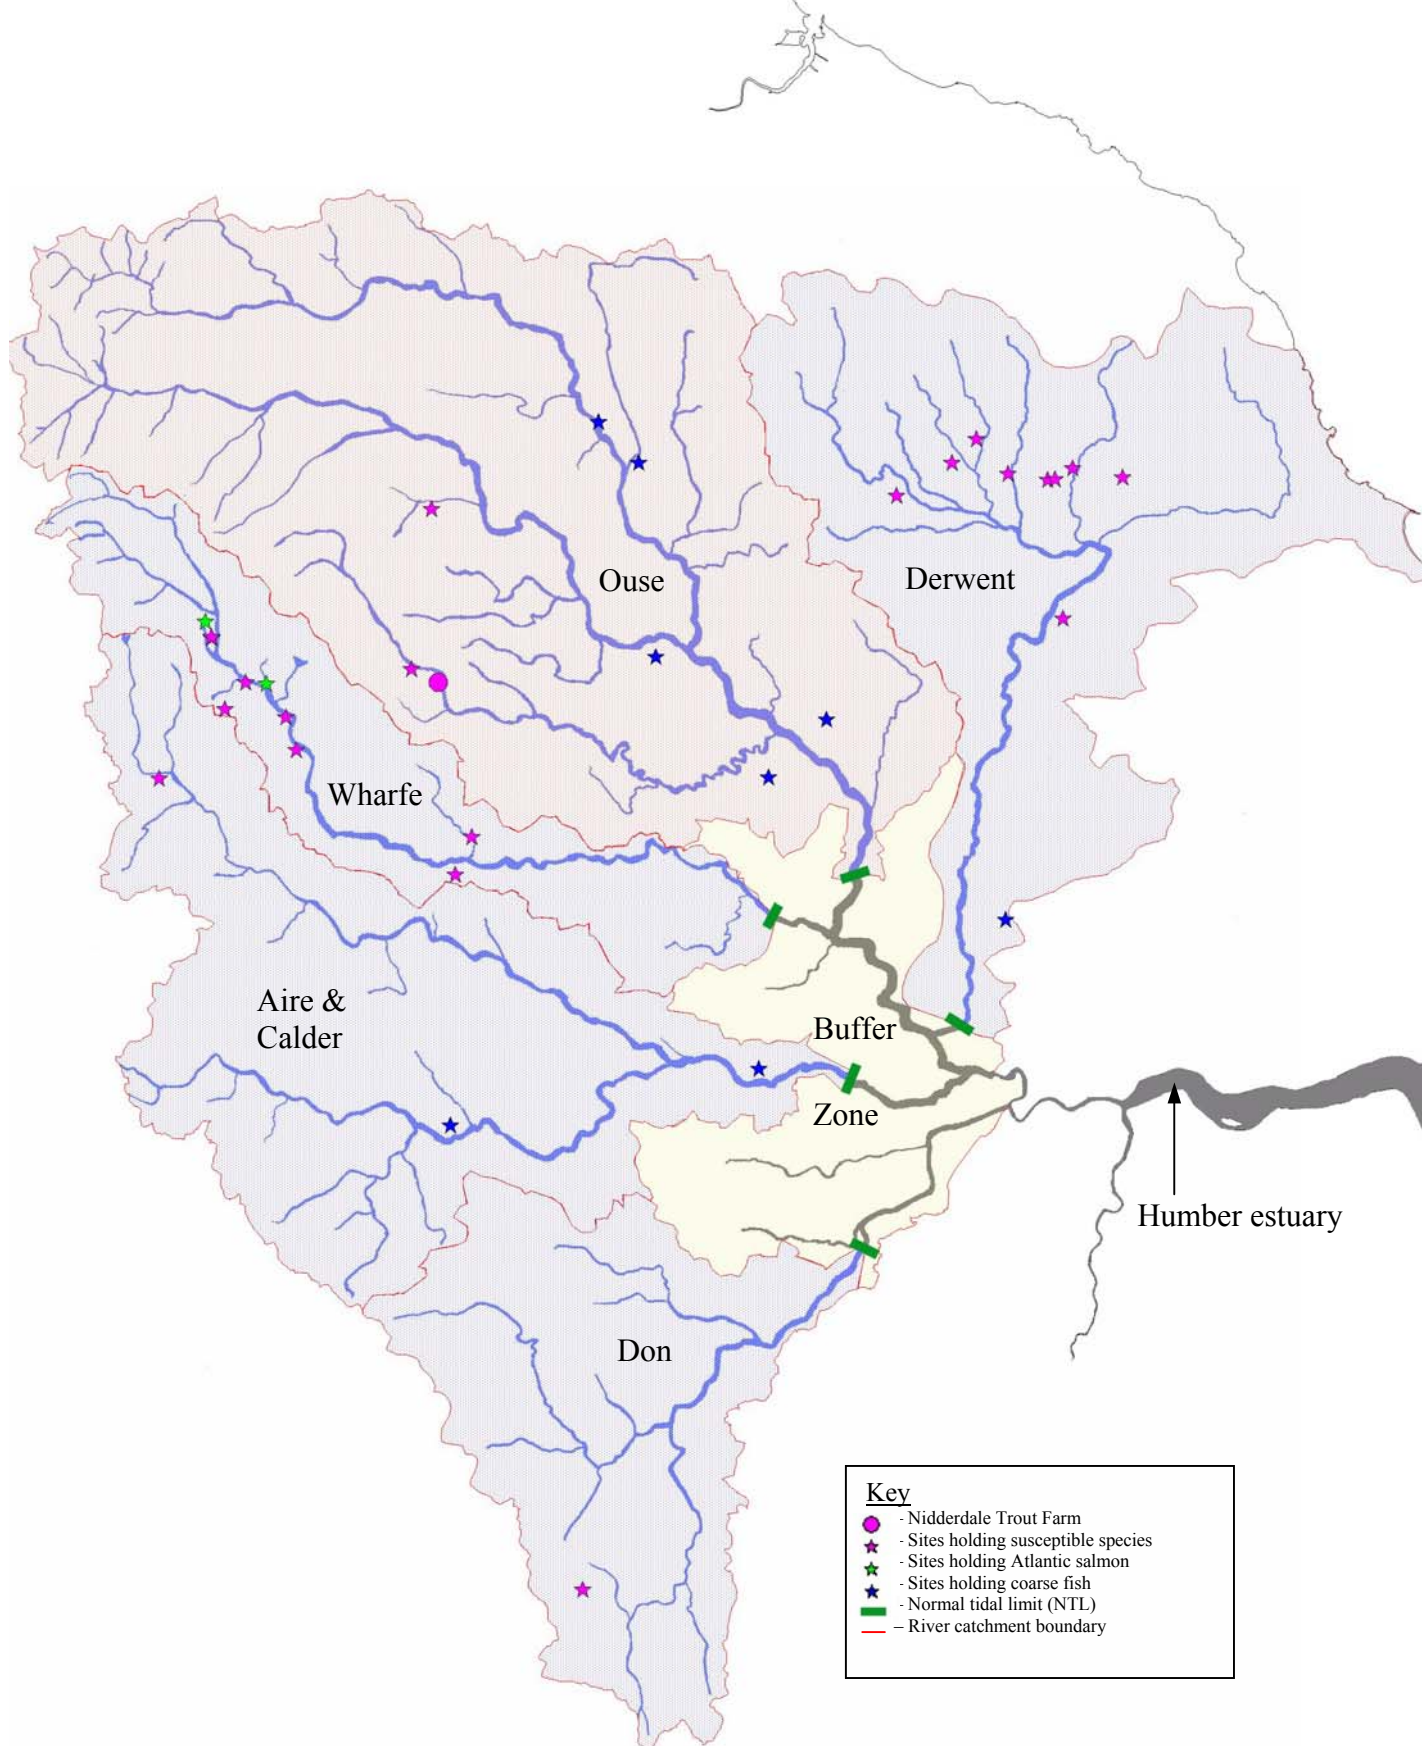 Ouse
Derwent
Wharfe
Aire &
Calder
Buffer
Zone
Humber estuary
Don
Key
- Nidderdale Trout Farm
- Sites holding susceptible species
- Sites holding Atlantic salmon
- Sites holding coarse fish
- Normal tidal limit (NTL)
– River catchment boundary